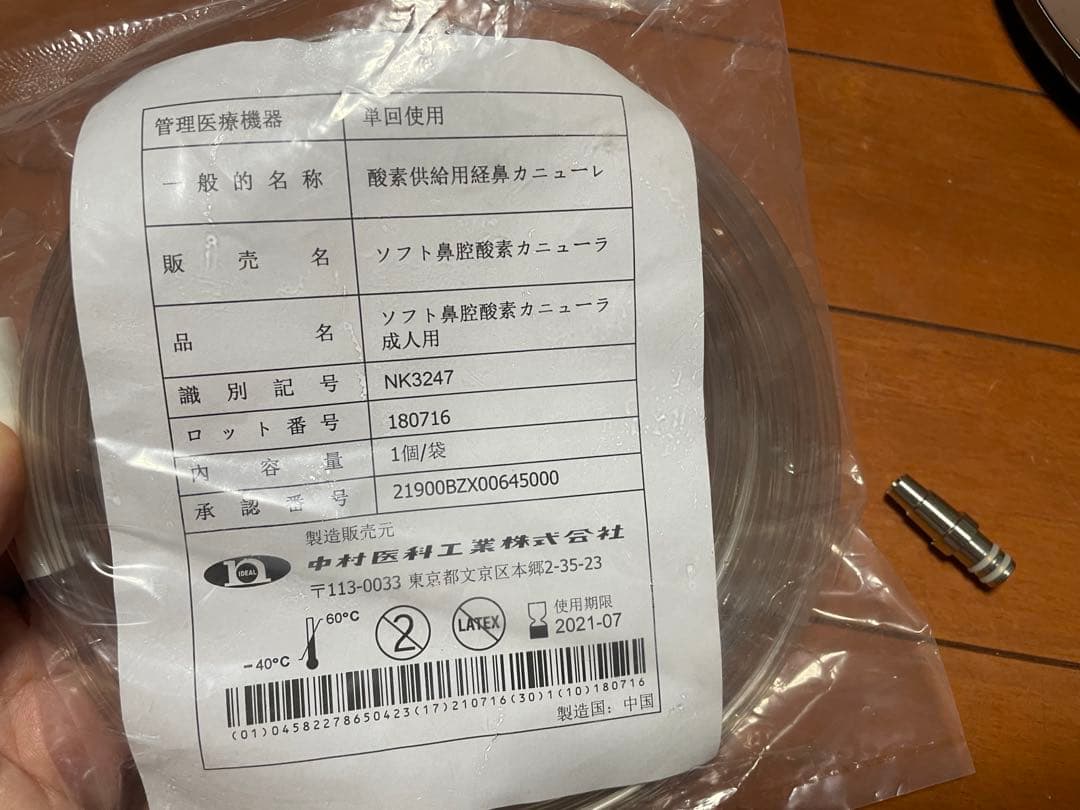 管理医療機器 単回使用
一般的名称 酸素供給用経鼻カニューレ
販売名 ソフト鼻腔酸素カニューラ
品名 ソフト鼻腔酸素カニューラ
成人用
識別記号 NK3247
ロット番号 180716
内容量 1個/袋
承認番号 21900BZX00645000
製造販売元
IDEAL n 中村医科工業株式会社
〒113-0033 東京都文京区本郷2-35-23
-40℃ 60℃ 2 LATEX 使用期限
2021-07
(01)04582278650423(17)210716(30)1(10)180716
製造国：中国